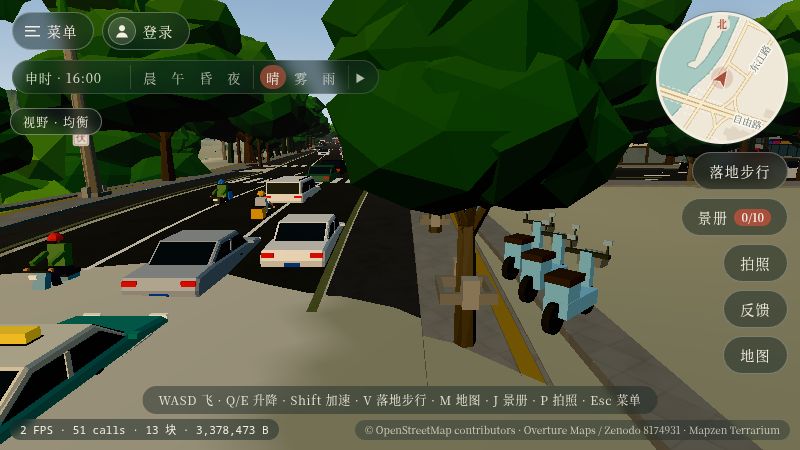 菜单
登录
申时 · 16:00 晨 午 昏 夜 晴 雾 雨
视野 · 均衡
北
东江路
自由路
落地步行
景册 0/10
拍照
反馈
地图
WASD 飞 · Q/E 升降 · Shift 加速 · V 落地步行 · M 地图 · J 景册 · P 拍照 · Esc 菜单
2 FPS · 51 calls · 13 块 · 3,378,473 B
© OpenStreetMap contributors · Overture Maps / Zenodo 8174931 · Mapzen Terrarium